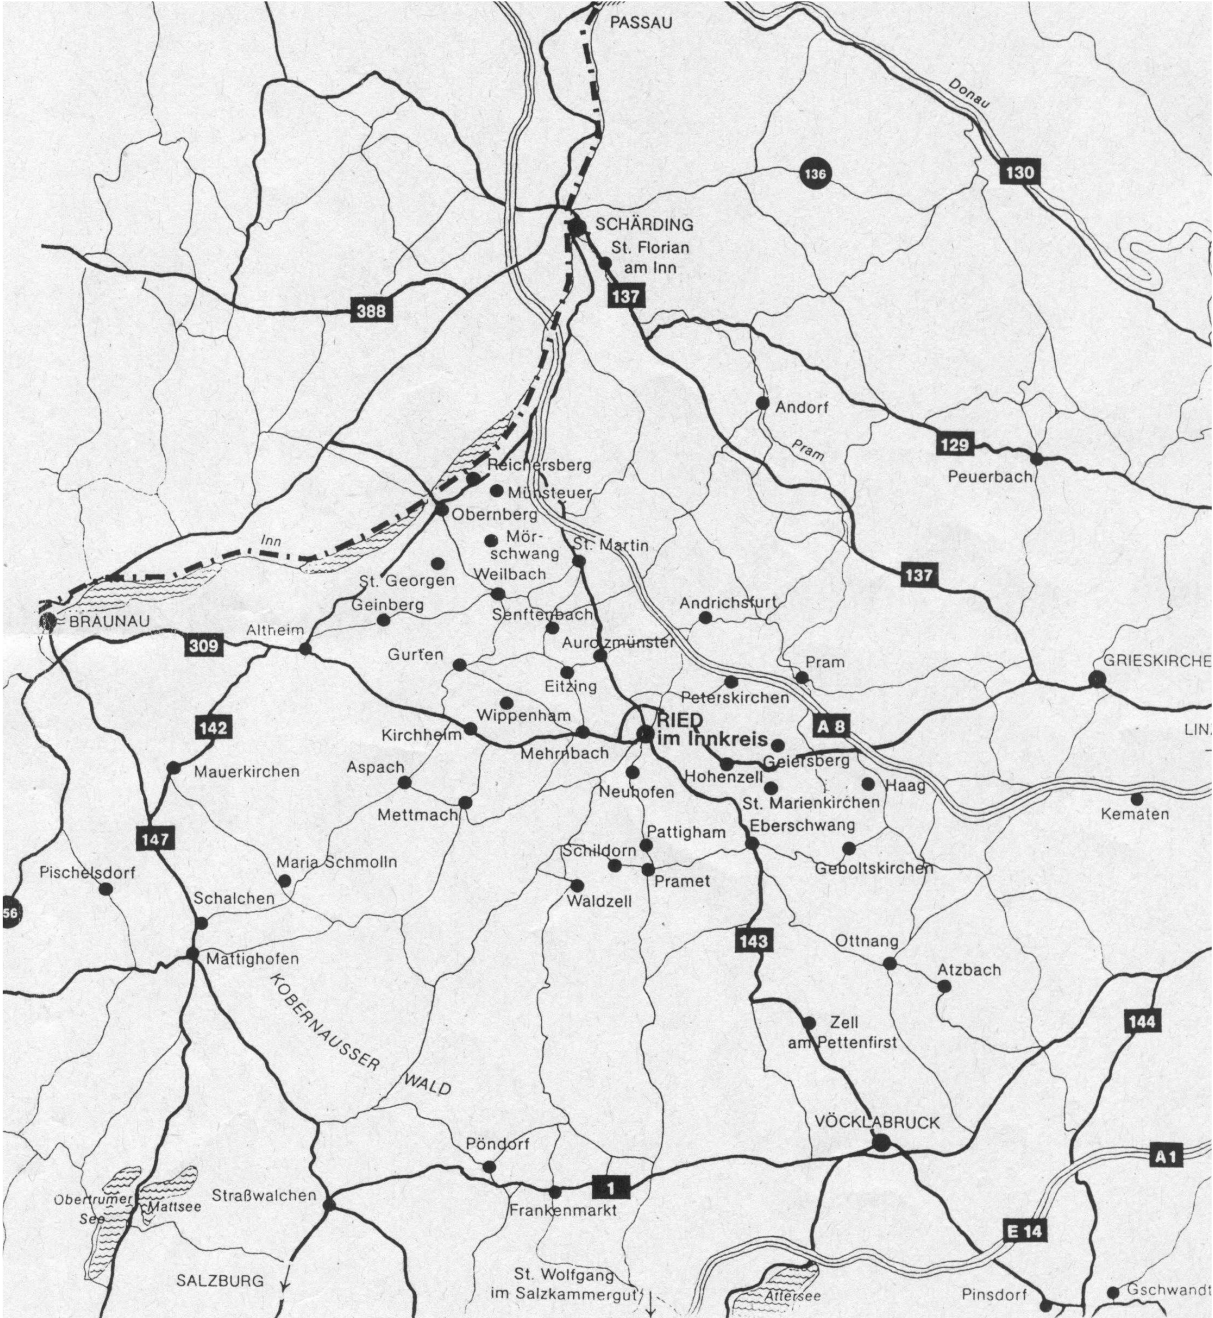 PASSAU
Donau
136
130
SCHÄRDING
St. Florian
am Inn
137
388
Andorf
Pram
129
Peuerbach
Reichersberg
Münsteuer
Obernberg
Inn
Mör-
schwang
St. Martin
St. Georgen
Weilbach
137
Geinberg
Senftenbach
Andrichsfurt
BRAUNAU
Altheim
309
Aurolzmünster
Gurten
Pram
GRIESKIRCHE
Eitzing
Peterskirchen
142
Wippenham
RIED
im Innkreis
A 8
LIN
Kirchheim
Mehrnbach
Geiersberg
Mauerkirchen
Aspach
Hohenzell
Neuhofen
Haag
St. Marienkirchen
Mettmach
Kematen
147
Pattigham
Eberschwang
Maria Schmolln
Schildorn
Geboltskirchen
Pischelsdorf
Pramet
Schalchen
Waldzell
56
143
Ottnang
Mattighofen
Atzbach
KOBERNAUSSER WALD
Zell
am Pettenfirst
144
VÖCKLABRUCK
Pöndorf
A 1
1
Obertrumer
See
Mattsee
Straßwalchen
Frankenmarkt
E 14
SALZBURG
St. Wolfgang
im Salzkammergut
Attersee
Pinsdorf
Gschwandt